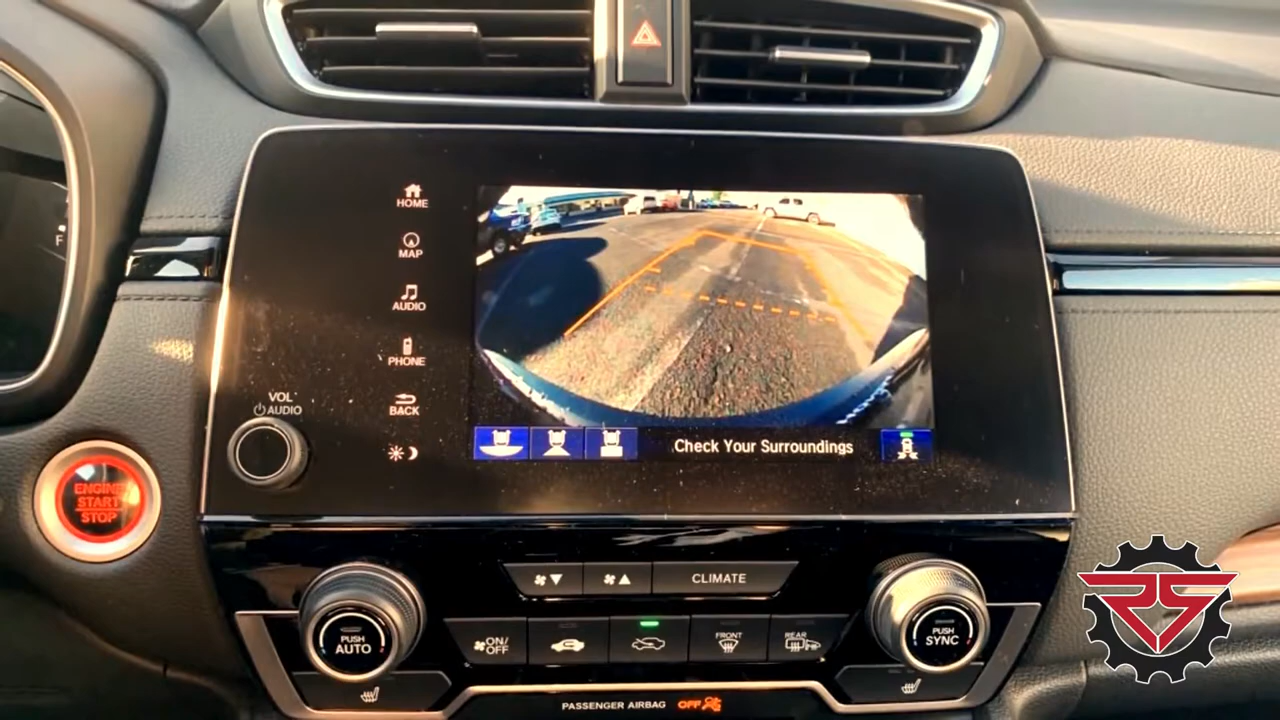 HOME
MAP
AUDIO
PHONE
BACK
VOL
AUDIO
Check Your Surroundings
F
ENGINE
START
STOP
CLIMATE
PUSH
AUTO
ON/
OFF
FRONT
REAR
PUSH
SYNC
PASSENGER AIRBAG OFF
RS